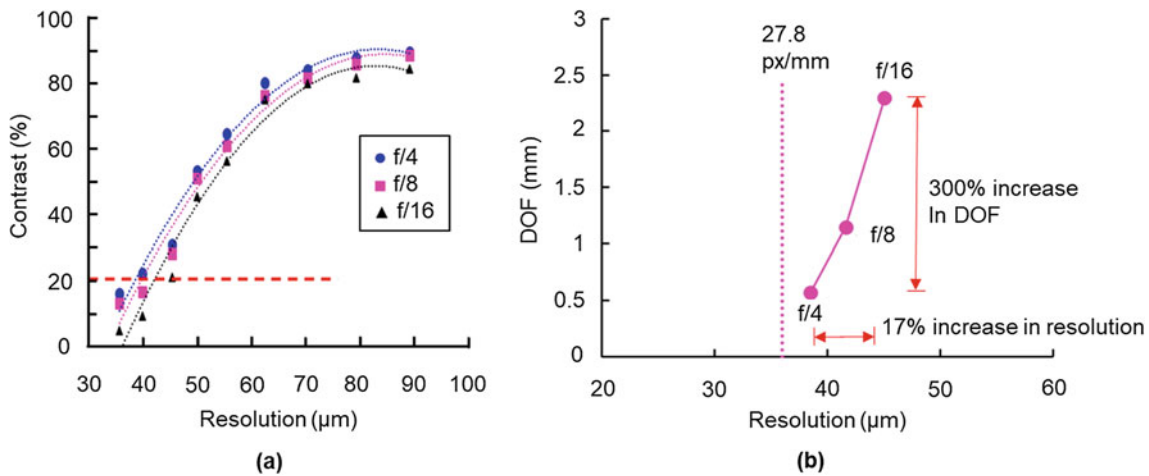 100
80
60
40
20
0
Contrast (%)
f/4
f/8
f/16
30 40 50 60 70 80 90 100
Resolution (μm)
(a)
27.8
px/mm
3
2.5
2
1.5
1
0.5
0
DOF (mm)
f/16
f/8
f/4
300% increase
In DOF
17% increase in resolution
20 30 40 50 60
Resolution (μm)
(b)